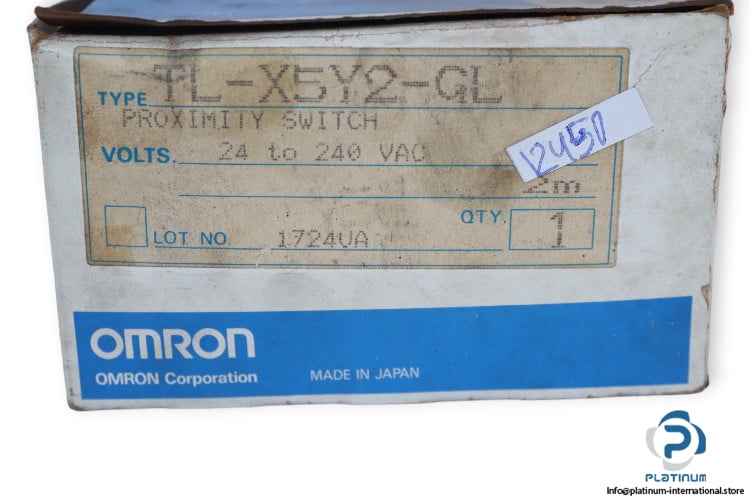 TYPE TL-X5Y2-GL
PROXIMITY SWITCH
VOLTS. 24 to 240 VAC
2m
LOT NO. 1724UA
QTY. 1
OMRON
OMRON Corporation
MADE IN JAPAN
PLATINUM
Info@platinum-international.store